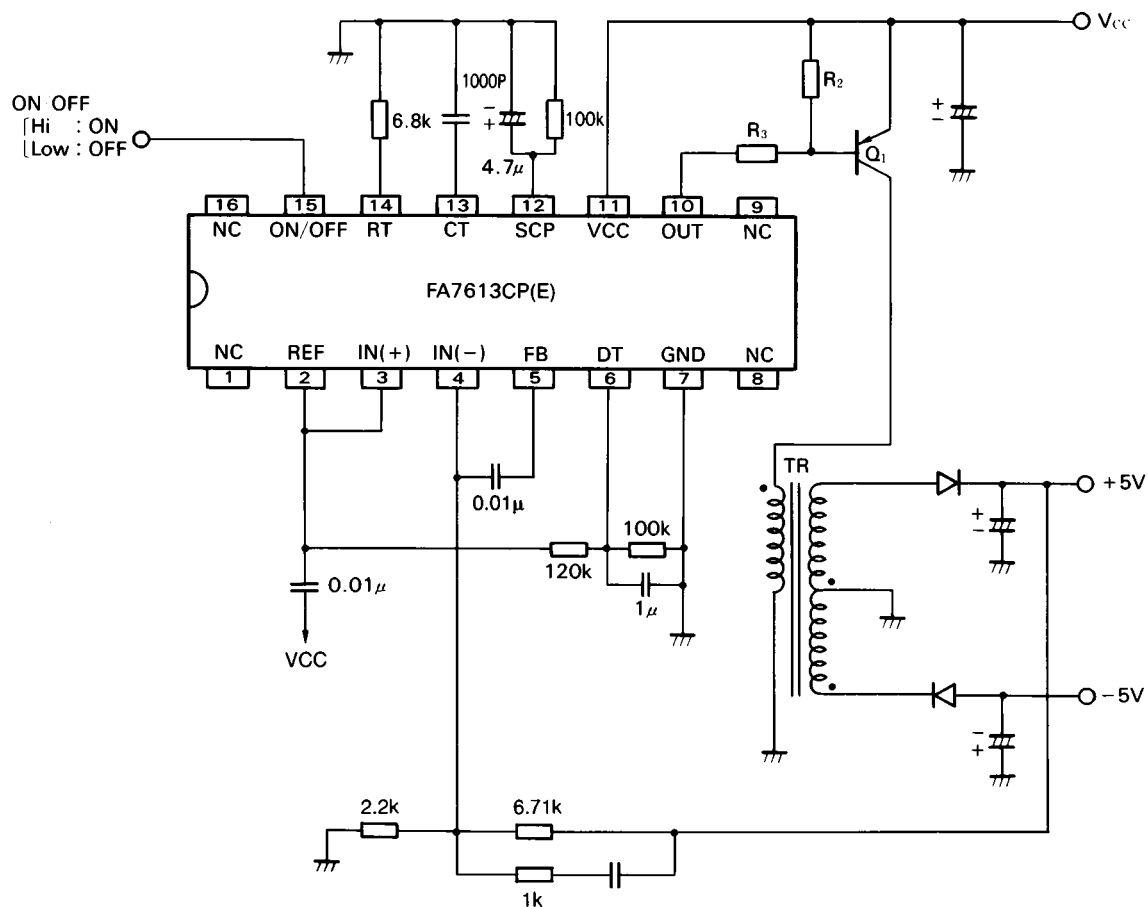 Vcc
ON OFF
Hi : ON
Low : OFF
6.8k
1000P
4.7μ
100k
R2
R3
Q1
16 15 14 13 12 11 10 9
NC ON/OFF RT CT SCP VCC OUT NC
FA7613CP(E)
NC REF IN(+) IN(−) FB DT GND NC
1 2 3 4 5 6 7 8
0.01μ
TR
+5V
100k
120k
0.01μ
1μ
VCC
−5V
2.2k
6.71k
1k